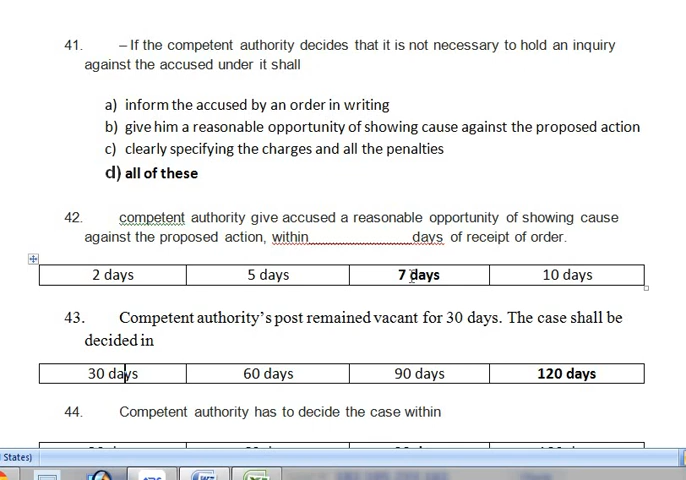 41. – If the competent authority decides that it is not necessary to hold an inquiry
against the accused under it shall
a) inform the accused by an order in writing
b) give him a reasonable opportunity of showing cause against the proposed action
c) clearly specifying the charges and all the penalties
d) all of these
42. competent authority give accused a reasonable opportunity of showing cause
against the proposed action, within____________days of receipt of order.
2 days 5 days 7 days 10 days
43. Competent authority's post remained vacant for 30 days. The case shall be
decided in
30 days 60 days 90 days 120 days
44. Competent authority has to decide the case within
States)